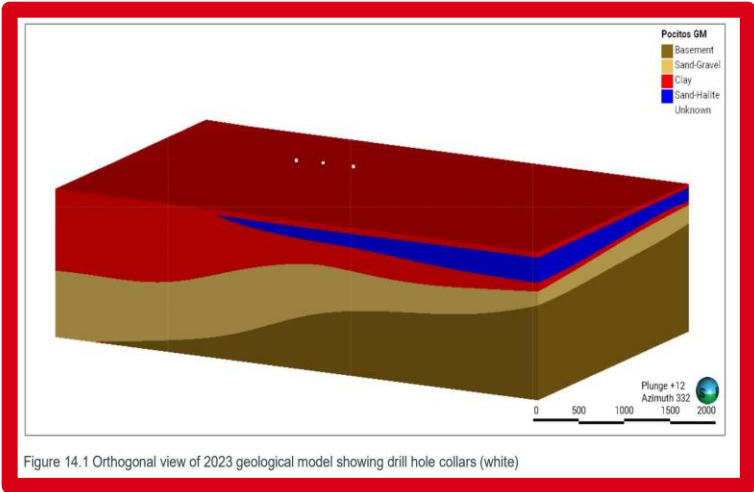 Pocitos GM
Basement
Sand-Gravel
Clay
Sand-Halite
Unknown
Plunge +12
Azimuth 332
0 500 1000 1500 2000
Figure 14.1 Orthogonal view of 2023 geological model showing drill hole collars (white)